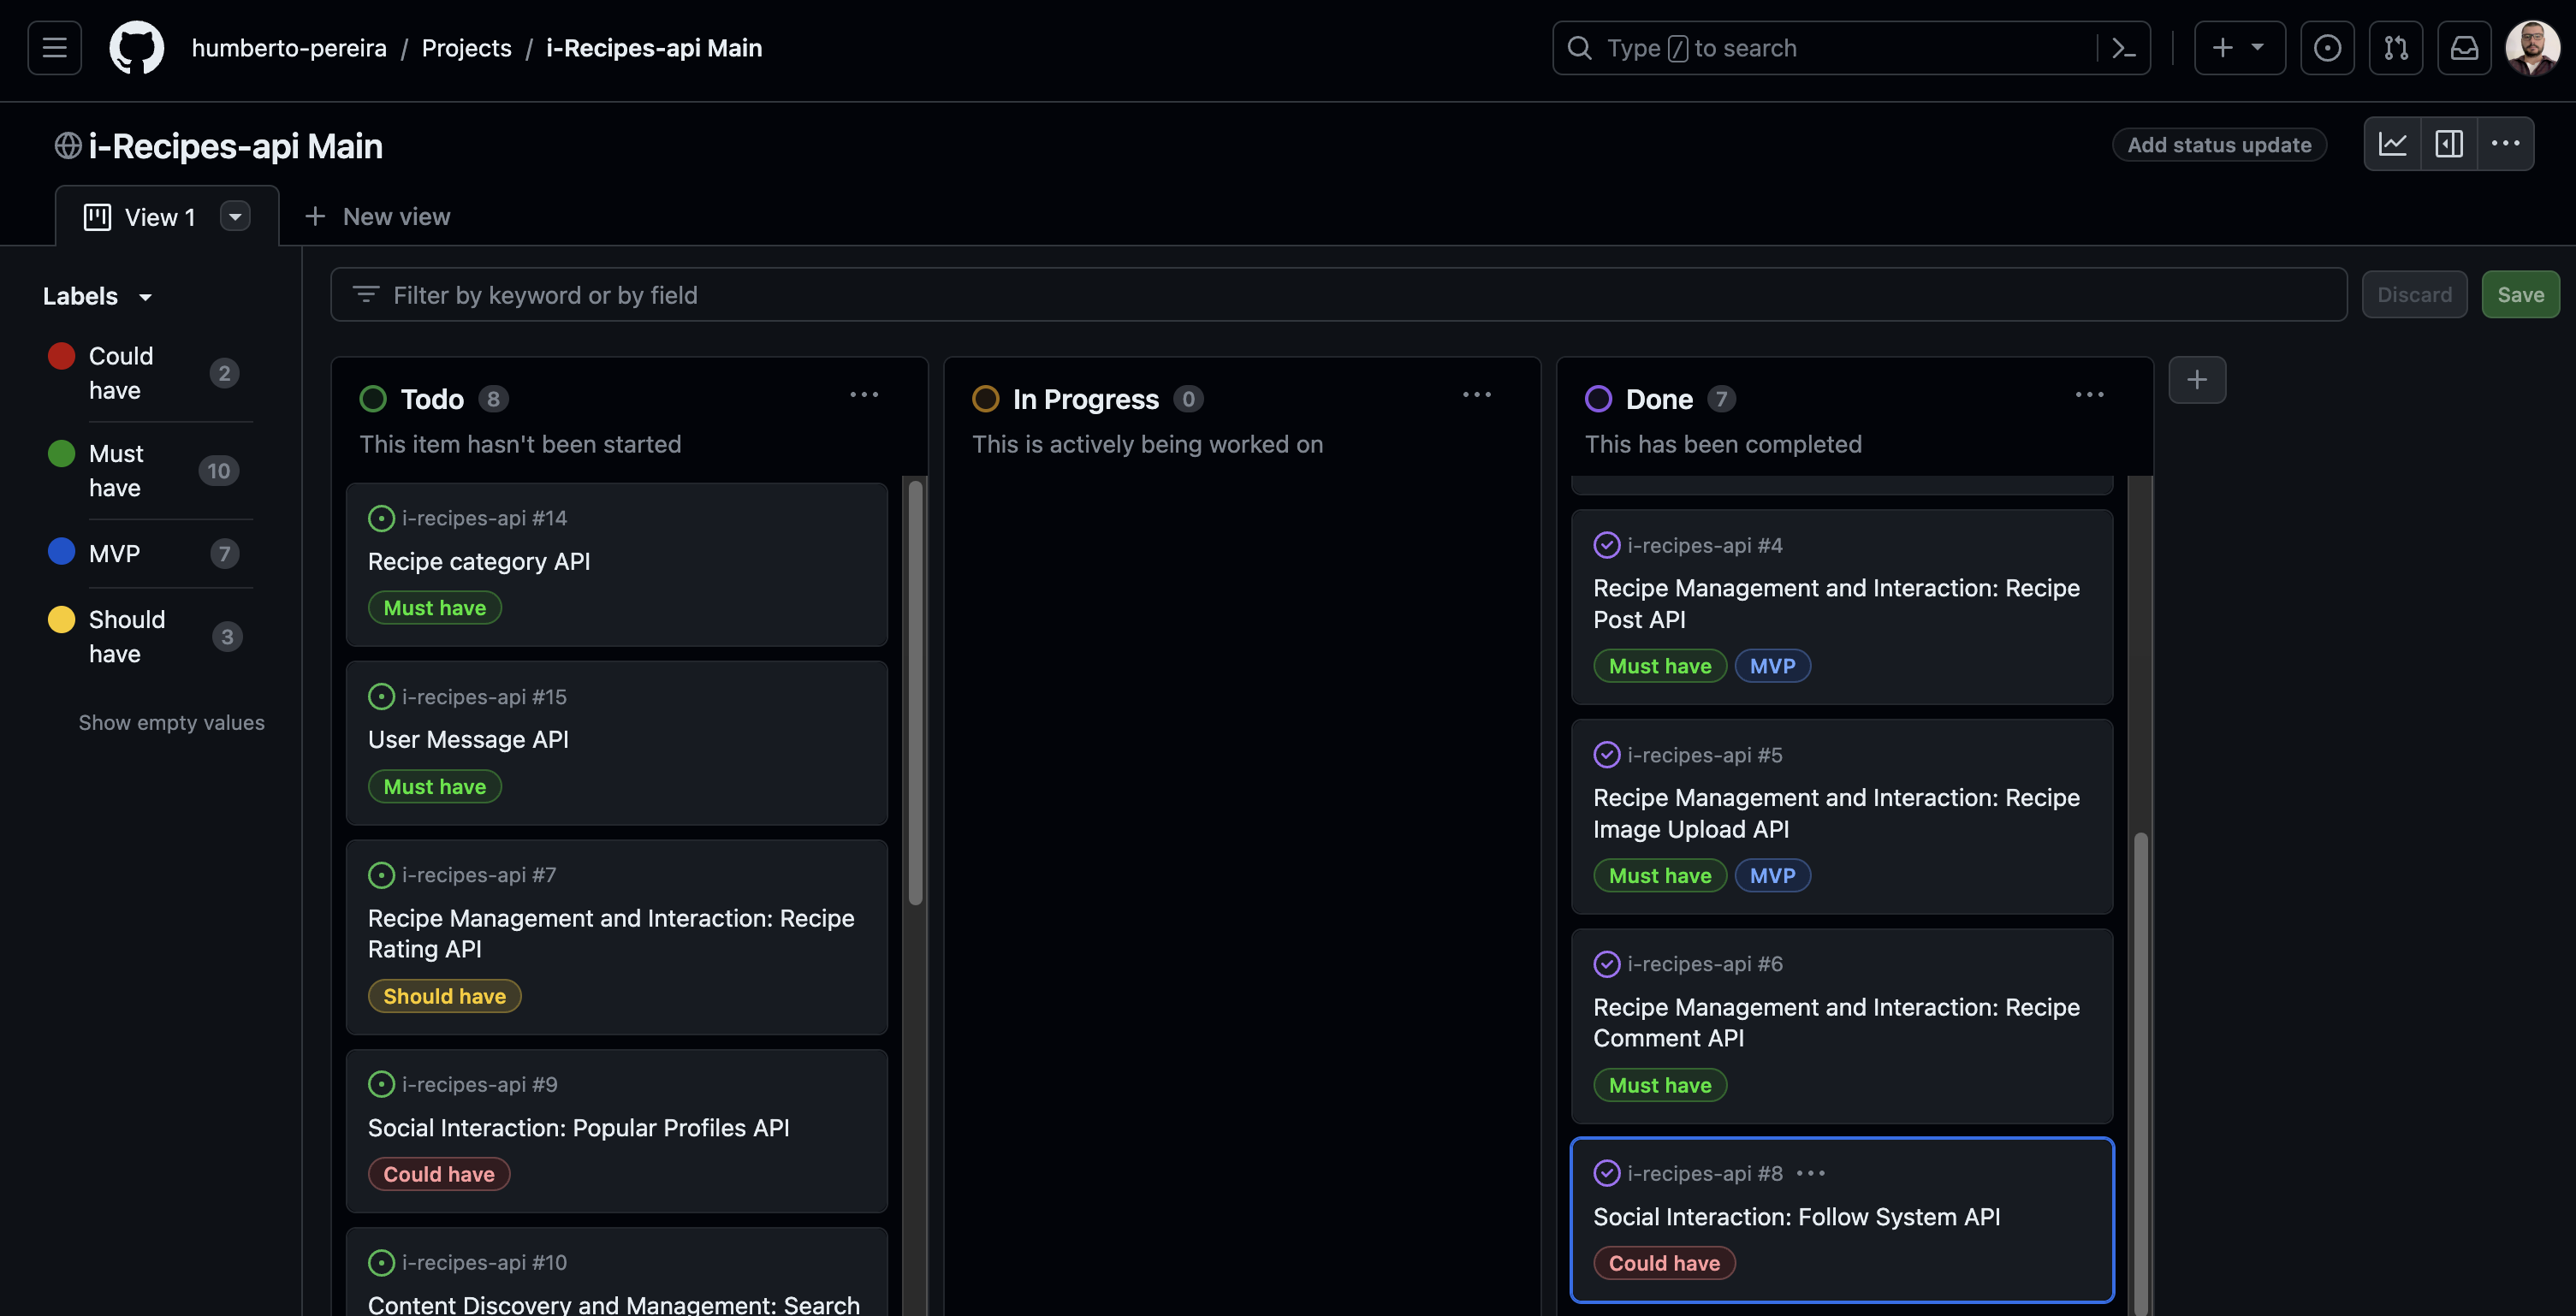 humberto-pereira / Projects / i-Recipes-api Main
Type / to search
i-Recipes-api Main
Add status update
View 1
New view
Labels
Could have 2
Must have 10
MVP 7
Should have 3
Show empty values
Filter by keyword or by field
Discard
Save
Todo 8
This item hasn't been started
i-recipes-api #14
Recipe category API
Must have
i-recipes-api #15
User Message API
Must have
i-recipes-api #7
Recipe Management and Interaction: Recipe
Rating API
Should have
i-recipes-api #9
Social Interaction: Popular Profiles API
Could have
i-recipes-api #10
Content Discovery and Management: Search
In Progress 0
This is actively being worked on
Done 7
This has been completed
i-recipes-api #4
Recipe Management and Interaction: Recipe
Post API
Must have MVP
i-recipes-api #5
Recipe Management and Interaction: Recipe
Image Upload API
Must have MVP
i-recipes-api #6
Recipe Management and Interaction: Recipe
Comment API
Must have
i-recipes-api #8
Social Interaction: Follow System API
Could have